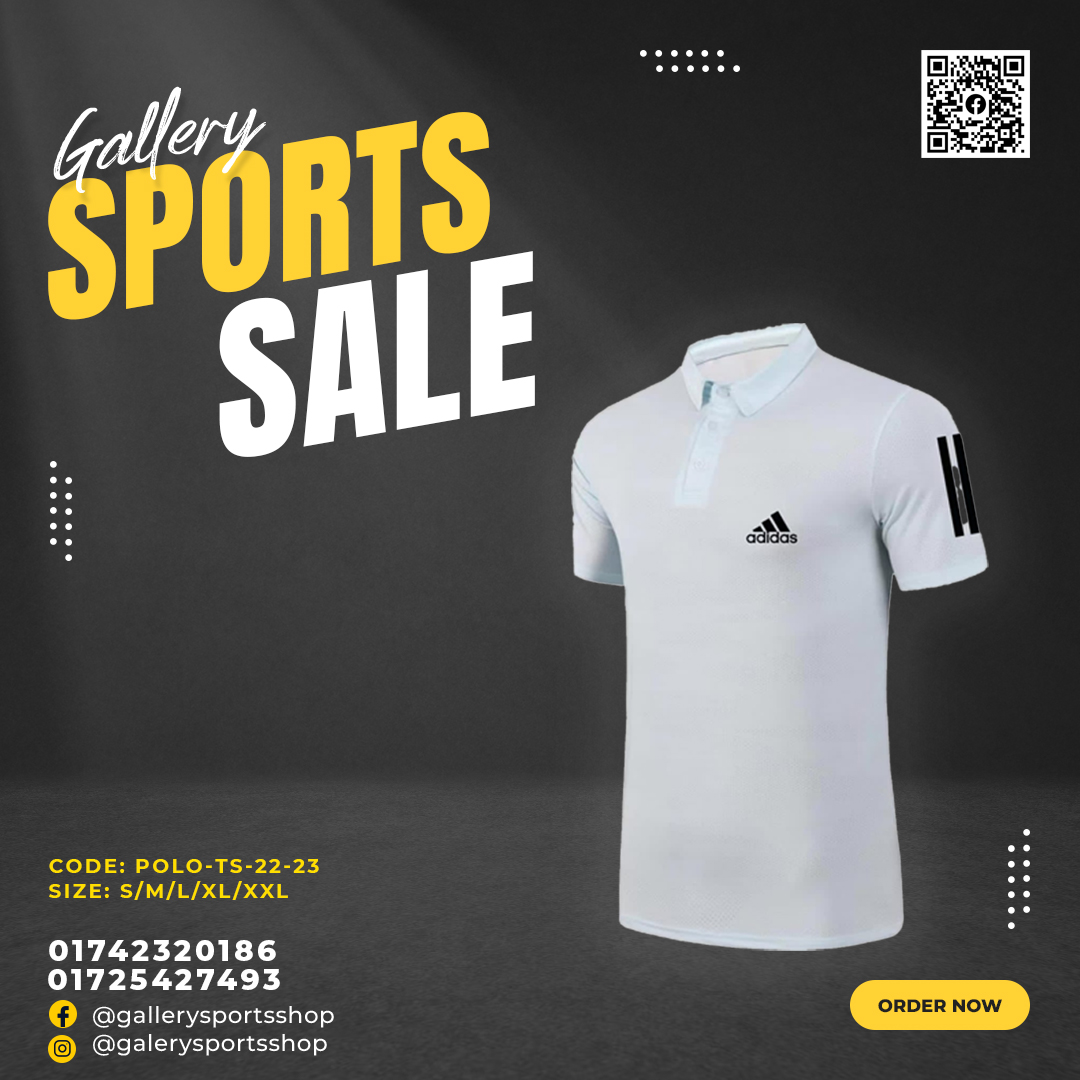 Gallery
SPORTS
SALE
adidas
CODE: POLO-TS-22-23
SIZE: S/M/L/XL/XXL
01742320186
01725427493
@gallerysportsshop
@galerysportsshop
ORDER NOW